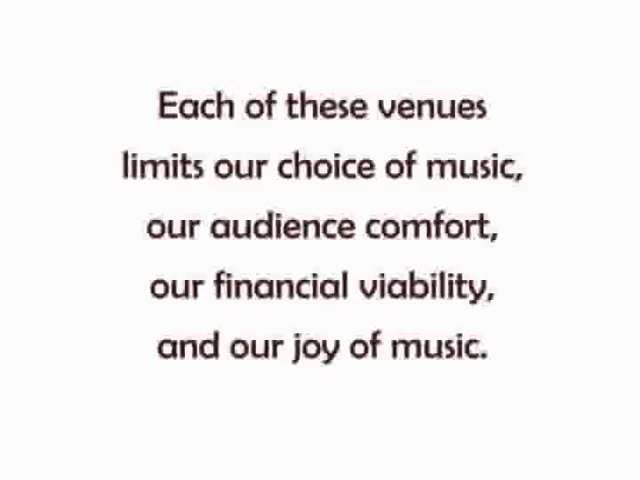 Each of these venues
limits our choice of music,
our audience comfort,
our financial viability,
and our joy of music.